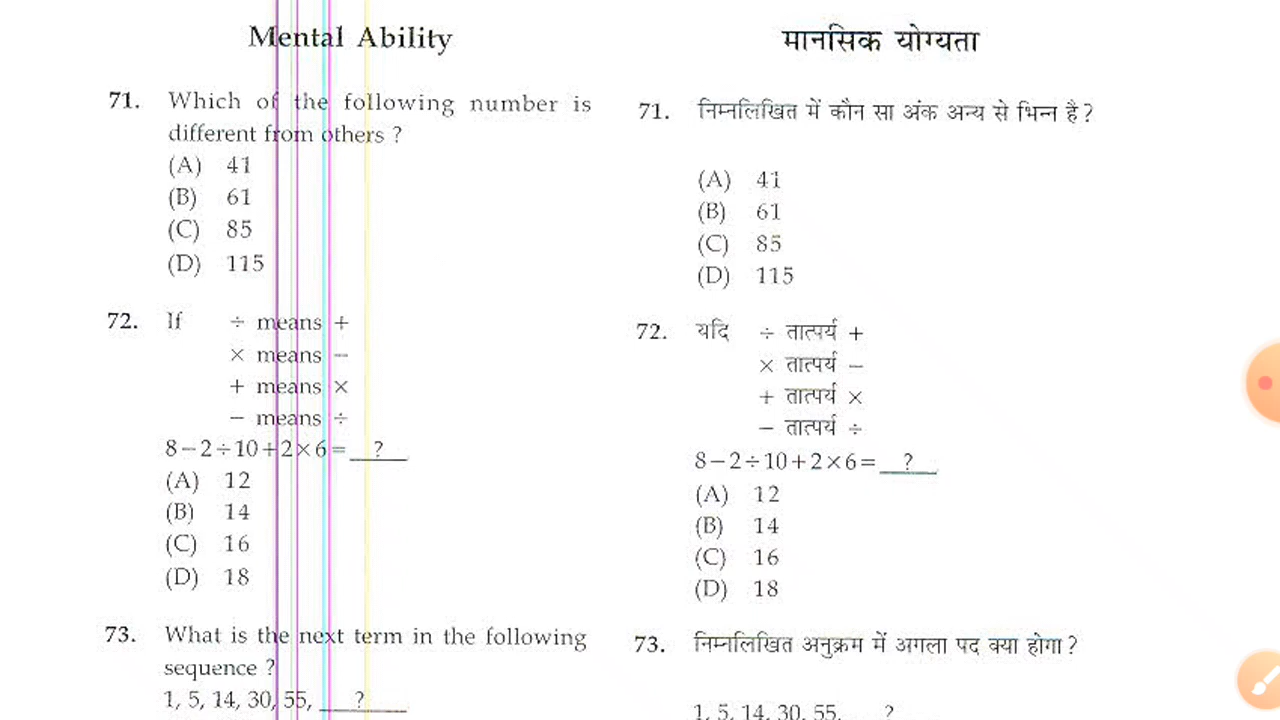 Mental Ability
71. Which of the following number is
different from others ?
(A) 41
(B) 61
(C) 85
(D) 115
72. If ÷ means +
× means −
+ means ×
− means ÷
8−2÷10+2×6= ?
(A) 12
(B) 14
(C) 16
(D) 18
73. What is the next term in the following
sequence ?
1, 5, 14, 30, 55, ?
मानसिक योग्यता
71. निम्नलिखित में कौन सा अंक अन्य से भिन्न है ?
(A) 41
(B) 61
(C) 85
(D) 115
72. यदि ÷ तात्पर्य +
× तात्पर्य −
+ तात्पर्य ×
− तात्पर्य ÷
8−2÷10+2×6= ?
(A) 12
(B) 14
(C) 16
(D) 18
73. निम्नलिखित अनुक्रम में अगला पद क्या होगा ?
1, 5, 14, 30, 55, ?